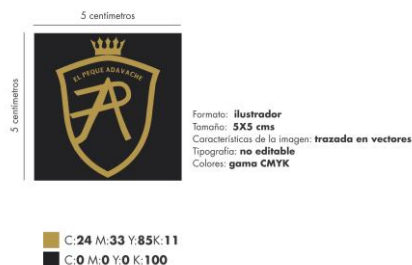 5 centímetros
5 centímetros
EL PEQUE ADAVACHE
Formato: ilustrador
Tamaño: 5X5 cms
Características de la imagen: trazada en vectores
Tipografía: no editable
Colores: gama CMYK
C:24 M:33 Y:85K:11
C:0 M:0 Y:0 K:100